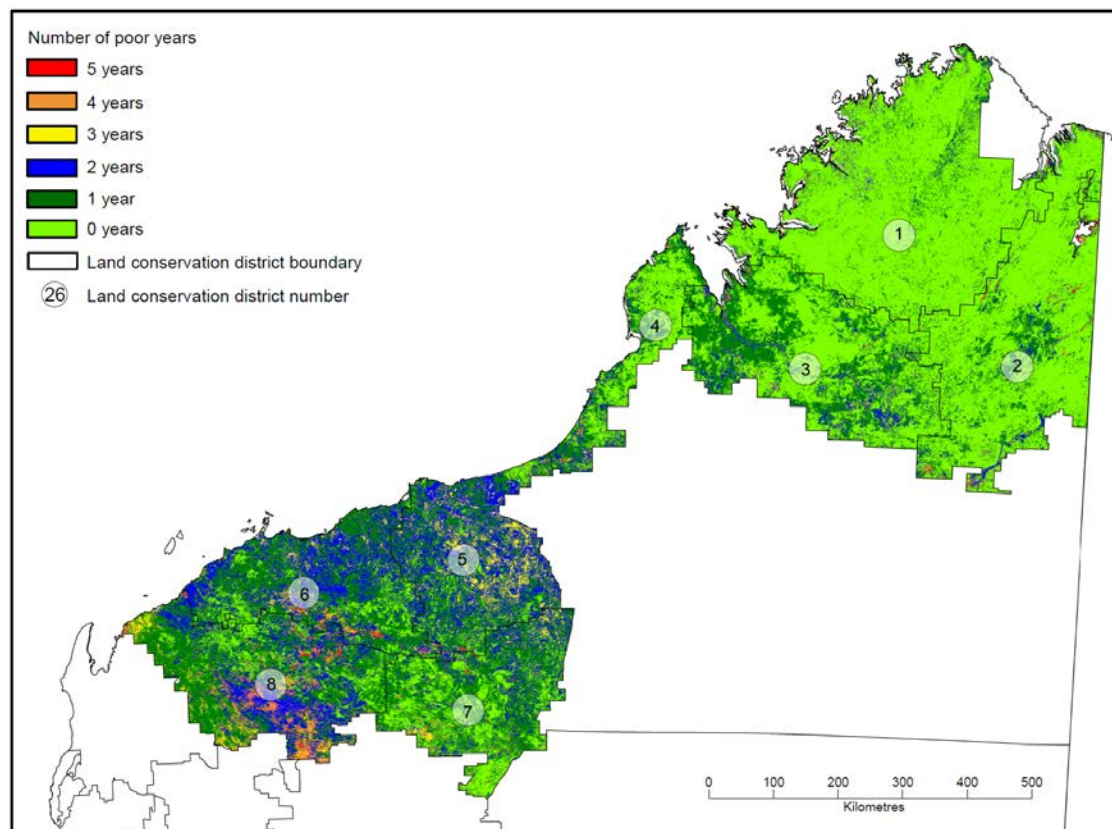 Number of poor years
5 years
4 years
3 years
2 years
1 year
0 years
Land conservation district boundary
26 Land conservation district number
1
2
3
4
5
6
7
8
0 100 200 300 400 500
Kilometres